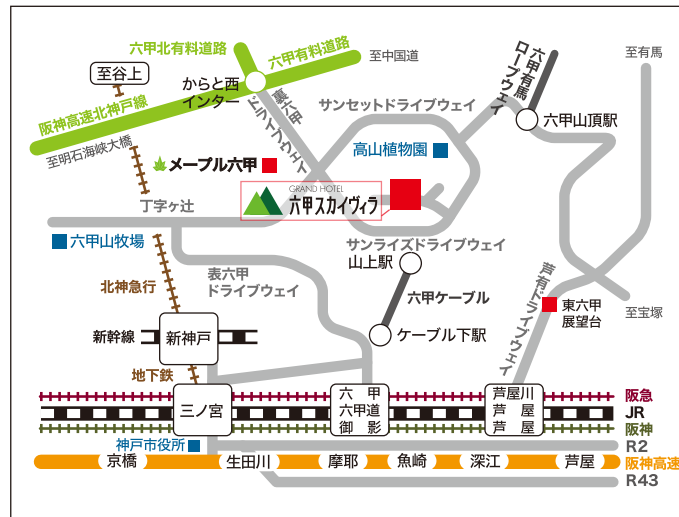 六甲北有料道路
六甲有料道路
至中国道
至谷上
からと西
インター
六甲有馬
ロープウェイ
至有馬
阪神高速北神戸線
裏六甲
ドライブウェイ
サンセットドライブウェイ
六甲山頂駅
至明石海峡大橋
メープル六甲
高山植物園
GRAND HOTEL
六甲スカイヴィラ
丁字ヶ辻
六甲山牧場
サンライズドライブウェイ
山上駅
表六甲
ドライブウェイ
北神急行
六甲ケーブル
芦有ドライブウェイ
東六甲
展望台
至宝塚
新幹線
新神戸
ケーブル下駅
地下鉄
三ノ宮
六甲
六甲道
御影
芦屋川
芦屋
芦屋
阪急
JR
阪神
神戸市役所
R2
京橋
生田川
摩耶
魚崎
深江
芦屋
阪神高速
R43